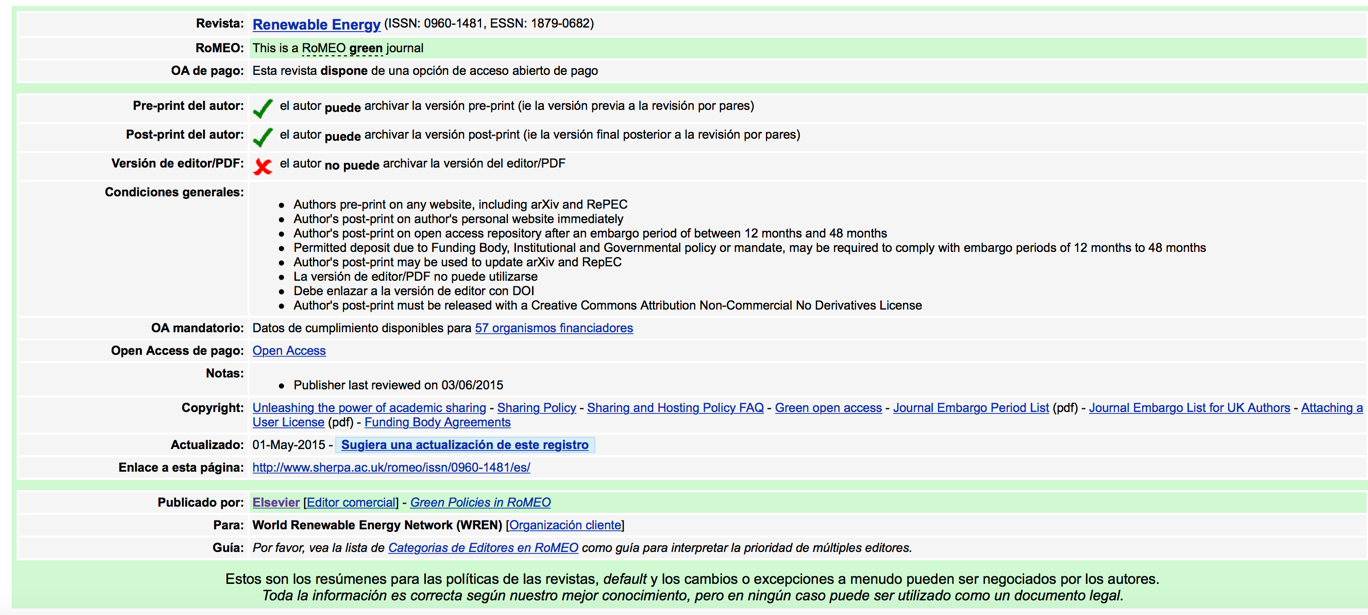 Revista: Renewable Energy (ISSN: 0960-1481, ESSN: 1879-0682)
RoMEO: This is a RoMEO green journal
OA de pago: Esta revista dispone de una opción de acceso abierto de pago
Pre-print del autor: el autor puede archivar la versión pre-print (ie la versión previa a la revisión por pares)
Post-print del autor: el autor puede archivar la versión post-print (ie la versión final posterior a la revisión por pares)
Versión de editor/PDF: el autor no puede archivar la versión del editor/PDF
Condiciones generales:
• Authors pre-print on any website, including arXiv and RePEC
• Author's post-print on author's personal website immediately
• Author's post-print on open access repository after an embargo period of between 12 months and 48 months
• Permitted deposit due to Funding Body, Institutional and Governmental policy or mandate, may be required to comply with embargo periods of 12 months to 48 months
• Author's post-print may be used to update arXiv and RepEC
• La versión de editor/PDF no puede utilizarse
• Debe enlazar a la versión de editor con DOI
• Author's post-print must be released with a Creative Commons Attribution Non-Commercial No Derivatives License
OA mandatorio: Datos de cumplimiento disponibles para 57 organismos financiadores
Open Access de pago: Open Access
Notas:
• Publisher last reviewed on 03/06/2015
Copyright: Unleashing the power of academic sharing - Sharing Policy - Sharing and Hosting Policy FAQ - Green open access - Journal Embargo Period List (pdf) - Journal Embargo List for UK Authors - Attaching a
User License (pdf) - Funding Body Agreements
Actualizado: 01-May-2015 - Sugiera una actualización de este registro
Enlace a esta página: http://www.sherpa.ac.uk/romeo/issn/0960-1481/es/
Publicado por: Elsevier [Editor comercial] - Green Policies in RoMEO
Para: World Renewable Energy Network (WREN) [Organización cliente]
Guía: Por favor, vea la lista de Categorias de Editores en RoMEO como guía para interpretar la prioridad de múltiples editores.
Estos son los resúmenes para las políticas de las revistas, default y los cambios o excepciones a menudo pueden ser negociados por los autores.
Toda la información es correcta según nuestro mejor conocimiento, pero en ningún caso puede ser utilizado como un documento legal.